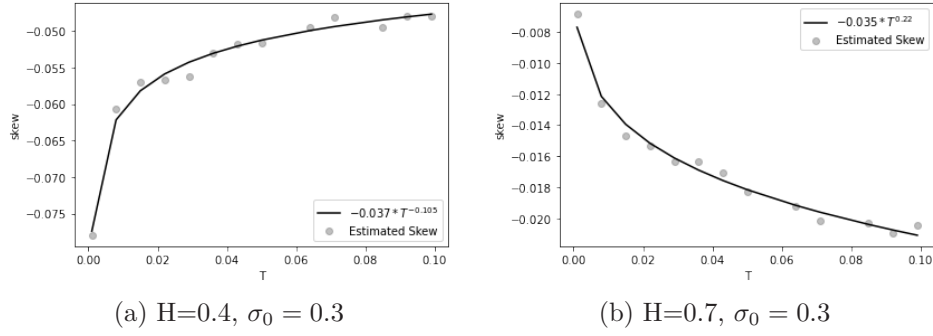 −0.050
−0.055
−0.060
−0.065
−0.070
−0.075
skew
0.00 0.02 0.04 0.06 0.08 0.10
T
−0.037 * T^−0.105
Estimated Skew
(a) H=0.4, σ₀ = 0.3
−0.008
−0.010
−0.012
−0.014
−0.016
−0.018
−0.020
skew
0.00 0.02 0.04 0.06 0.08 0.10
T
−0.035 * T^0.22
Estimated Skew
(b) H=0.7, σ₀ = 0.3